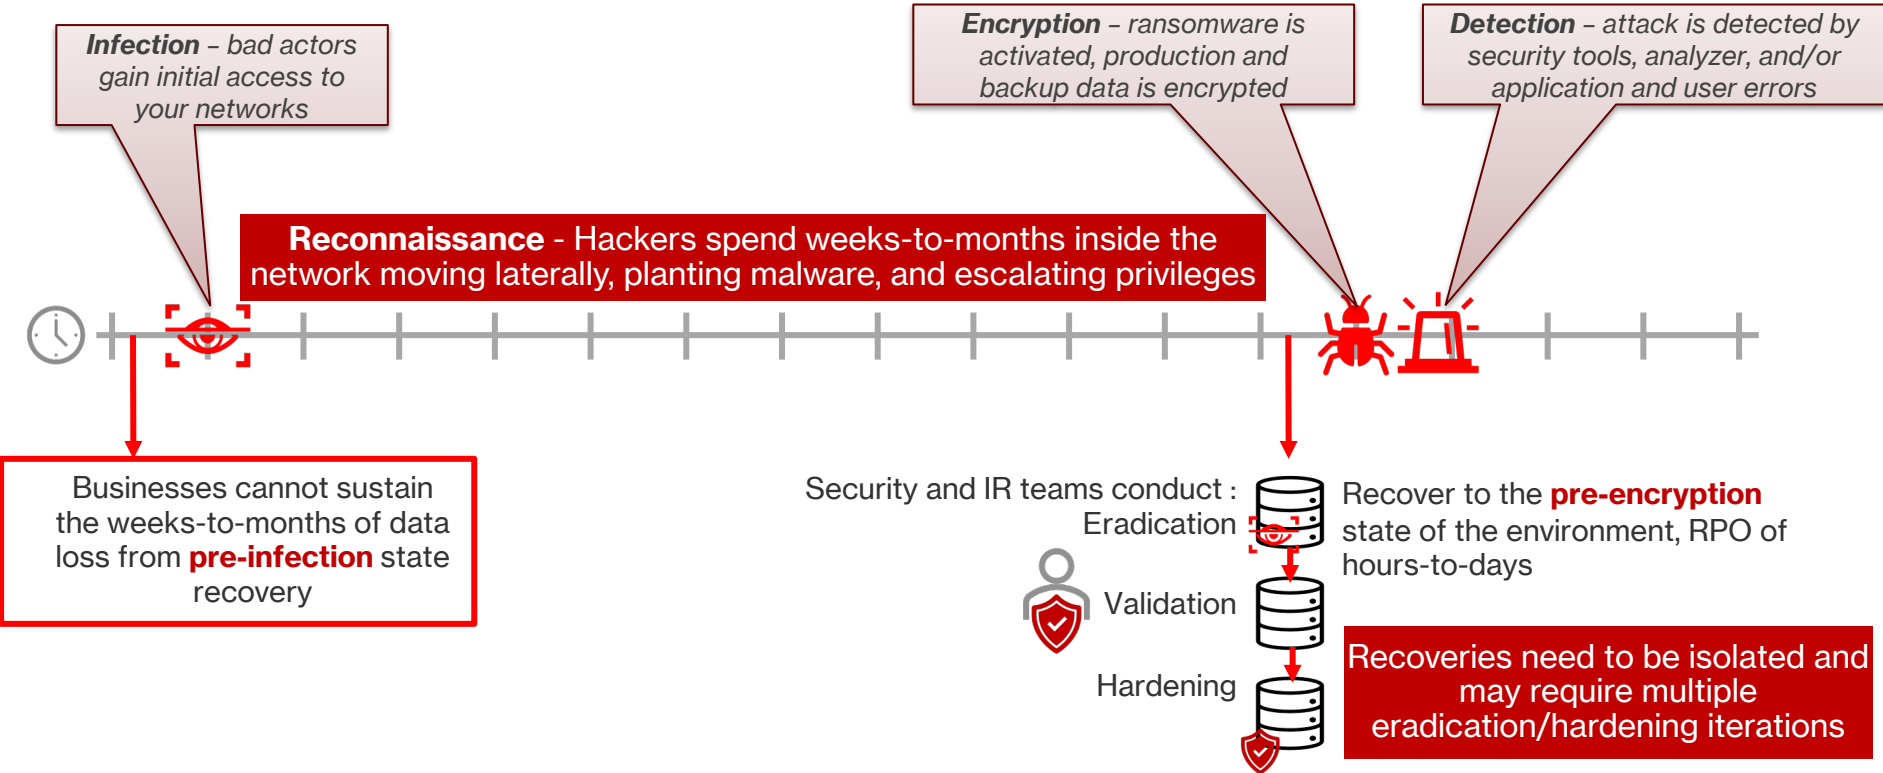 Infection – bad actors
gain initial access to
your networks
Encryption – ransomware is
activated, production and
backup data is encrypted
Detection – attack is detected by
security tools, analyzer, and/or
application and user errors
Reconnaissance - Hackers spend weeks-to-months inside the
network moving laterally, planting malware, and escalating privileges
Businesses cannot sustain
the weeks-to-months of data
loss from pre-infection state
recovery
Security and IR teams conduct :
Eradication
Validation
Hardening
Recover to the pre-encryption
state of the environment, RPO of
hours-to-days
Recoveries need to be isolated and
may require multiple
eradication/hardening iterations